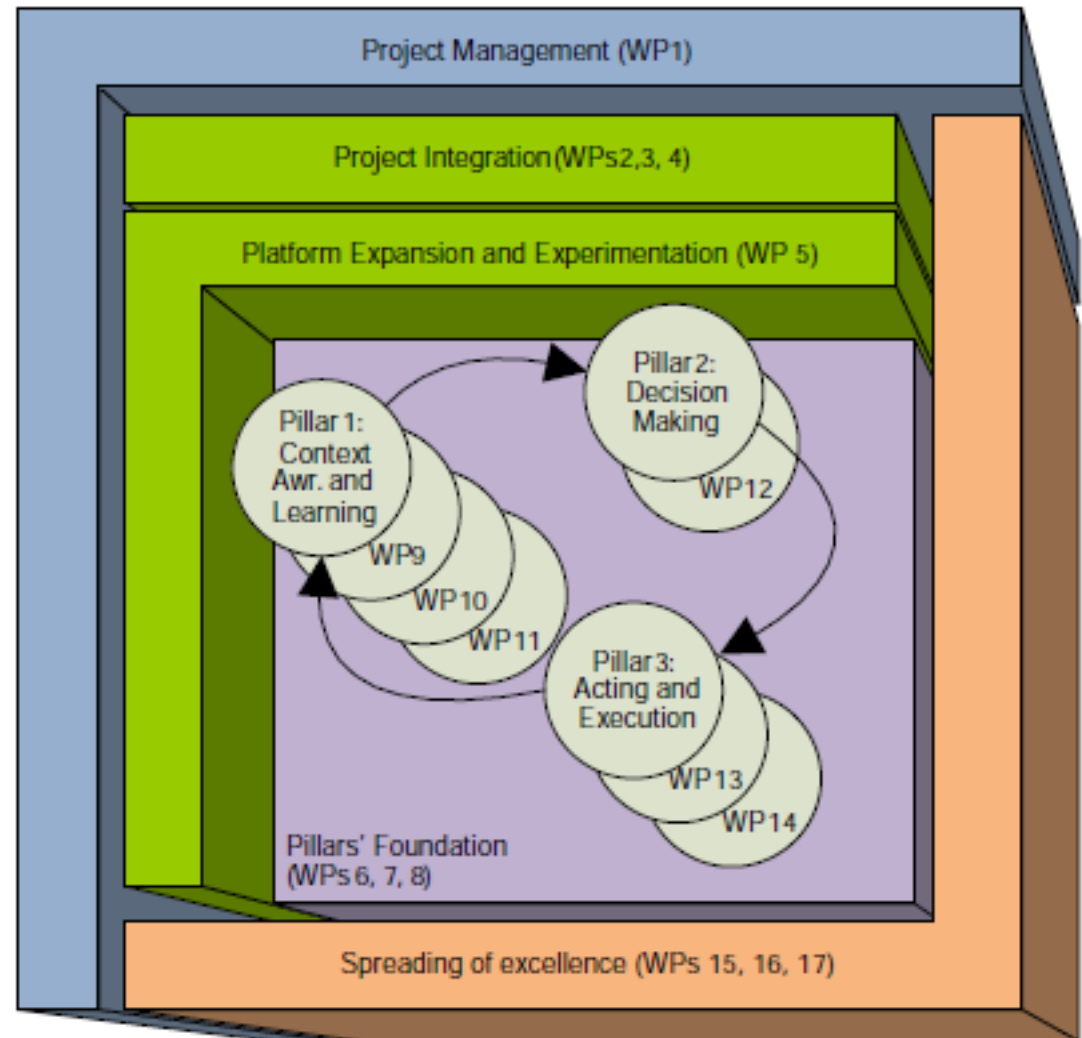 Project Management (WP1)
Project Integration (WPs2,3, 4)
Platform Expansion and Experimentation (WP 5)
Pillar 1:
Context
Awr. and
Learning
WP9
WP10
WP11
Pillar 2:
Decision
Making
WP12
Pillar 3:
Acting and
Execution
WP13
WP14
Pillars' Foundation
(WPs 6, 7, 8)
Spreading of excellence (WPs 15, 16, 17)